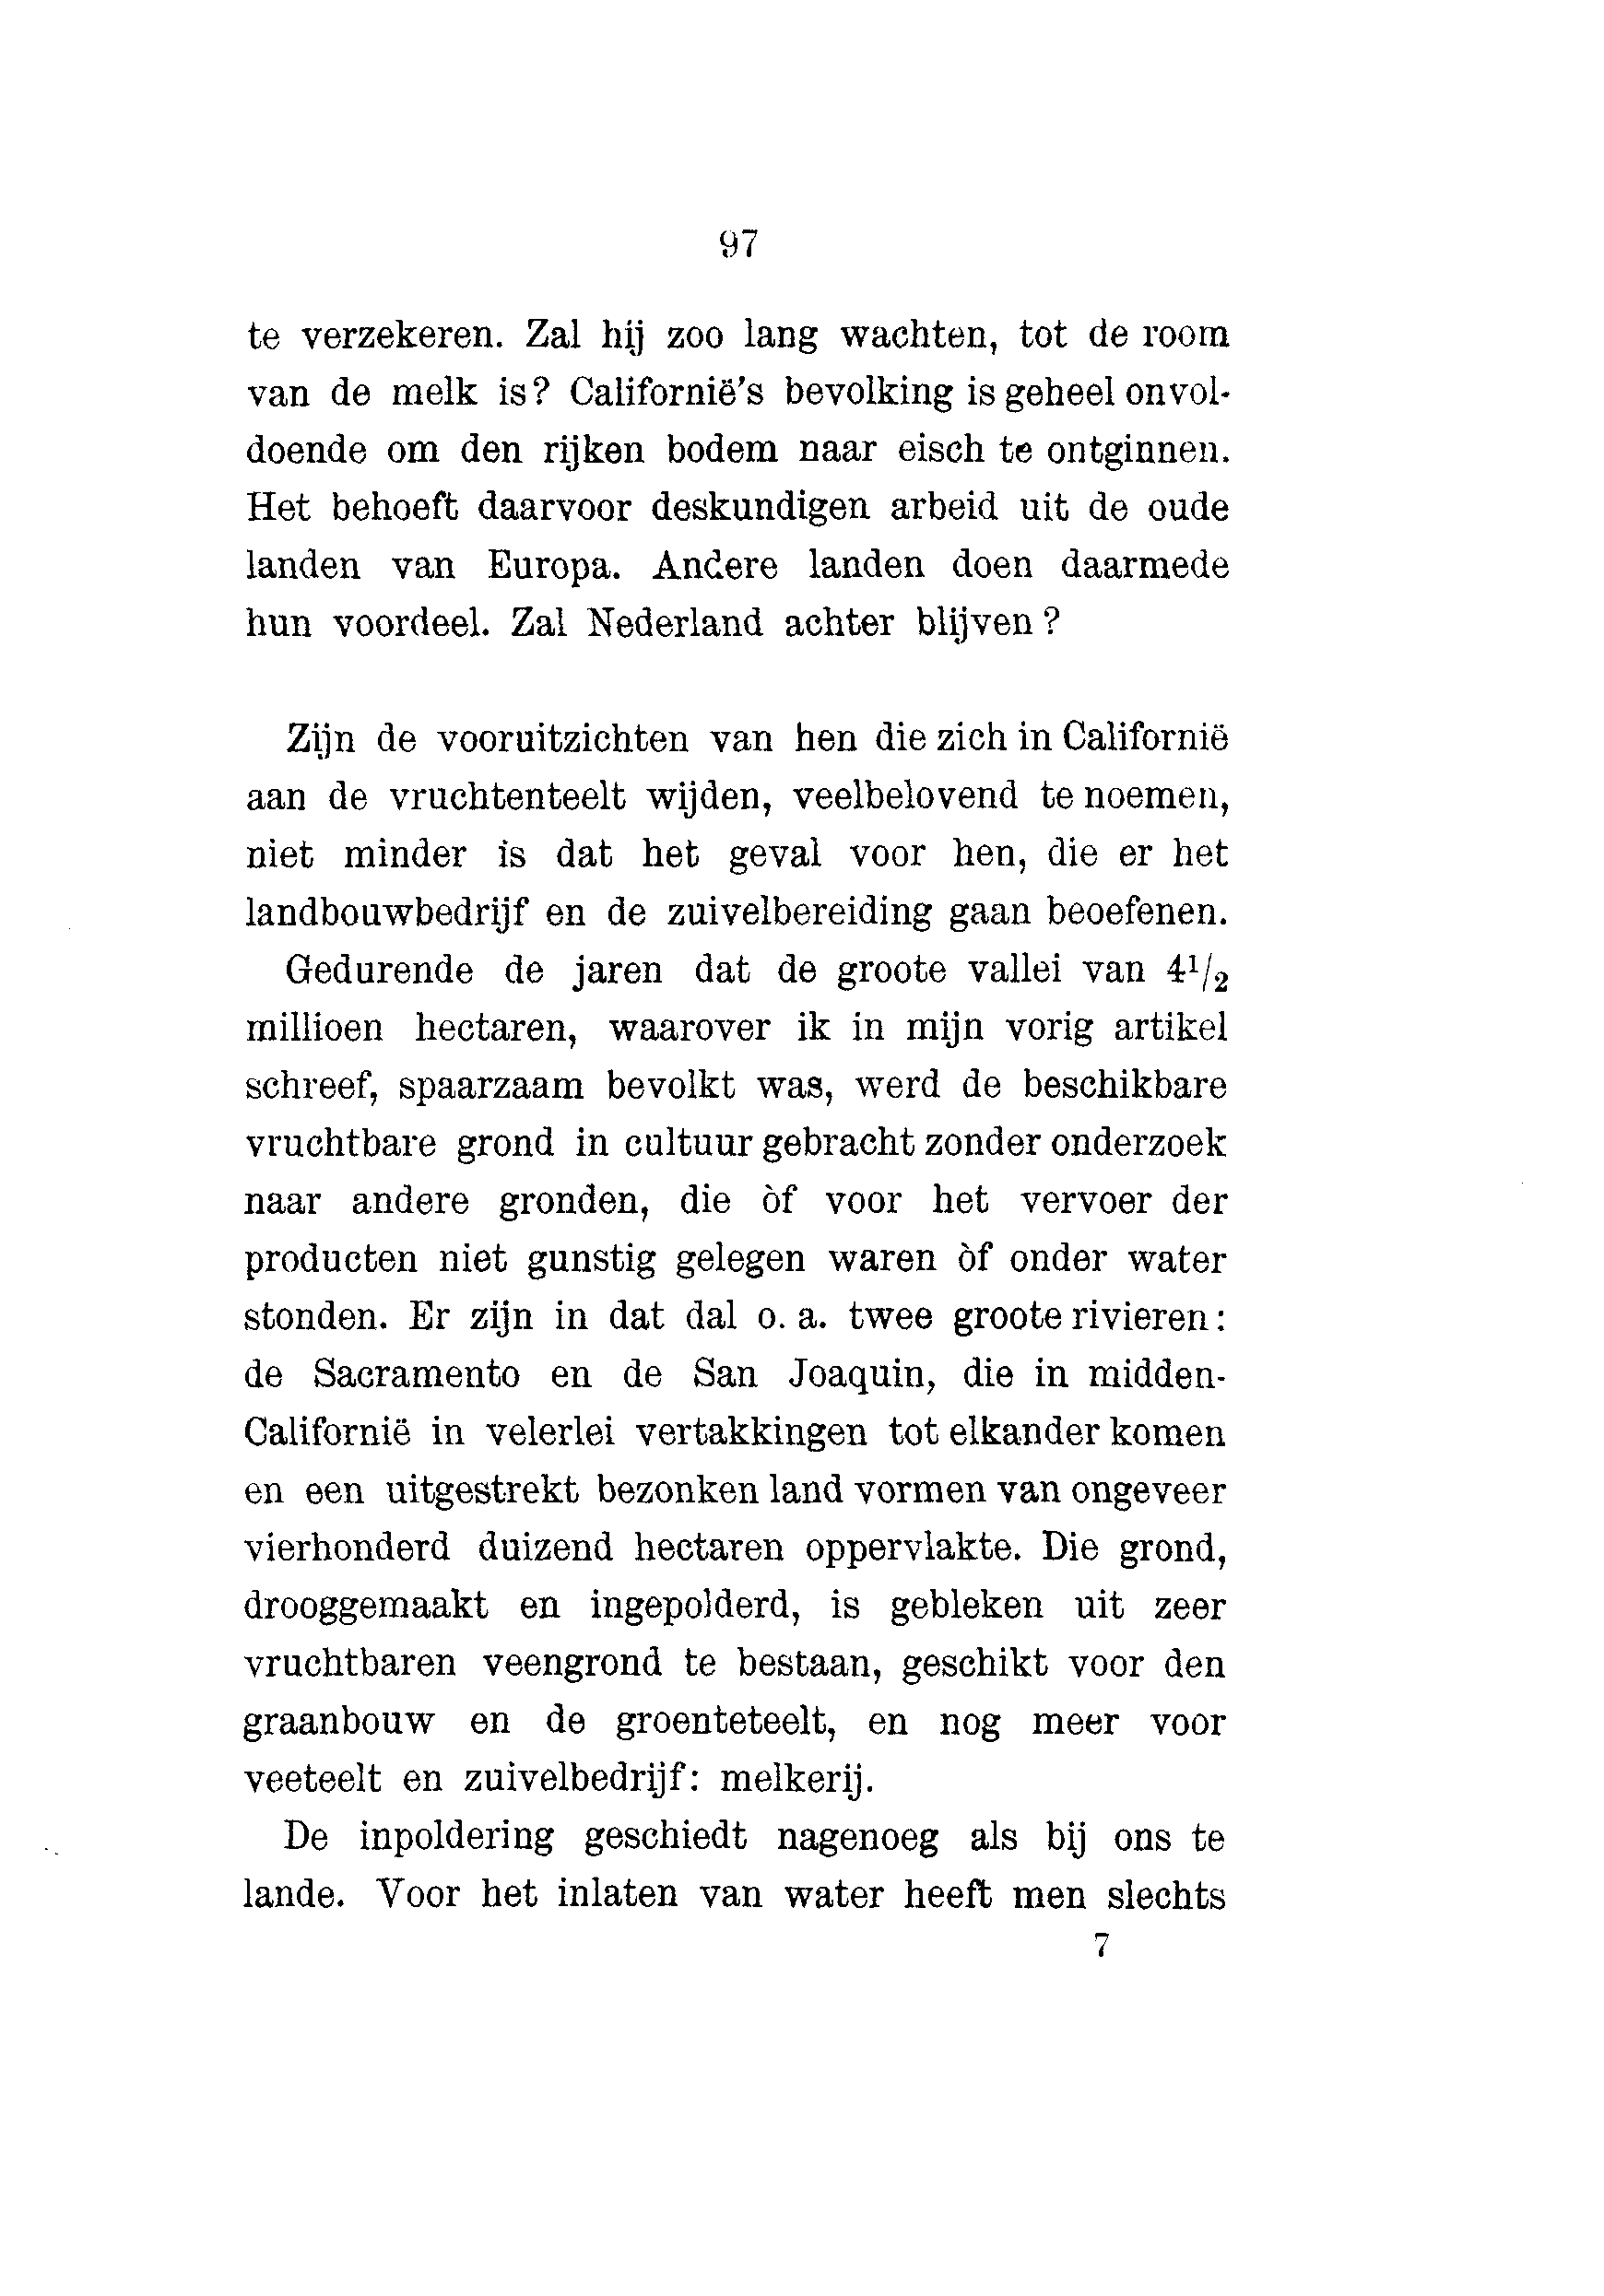 97
te verzekeren. Zal hij zoo lang wachten, tot de room
van de melk is? Californië's bevolking is geheel onvol-
doende om den rijken bodem naar eisch te ontginnen.
Het behoeft daarvoor deskundigen arbeid uit de oude
landen van Europa. Andere landen doen daarmede
hun voordeel. Zal Nederland achter blijven?
Zijn de vooruitzichten van hen die zich in Californië
aan de vruchtenteelt wijden, veelbelovend te noemen,
niet minder is dat het geval voor hen, die er het
landbouwbedrijf en de zuivelbereiding gaan beoefenen.
Gedurende de jaren dat de groote vallei van 4¹/₂
millioen hectaren, waarover ik in mijn vorig artikel
schreef, spaarzaam bevolkt was, werd de beschikbare
vruchtbare grond in cultuur gebracht zonder onderzoek
naar andere gronden, die òf voor het vervoer der
producten niet gunstig gelegen waren òf onder water
stonden. Er zijn in dat dal o. a. twee groote rivieren:
de Sacramento en de San Joaquin, die in midden-
Californië in velerlei vertakkingen tot elkander komen
en een uitgestrekt bezonken land vormen van ongeveer
vierhonderd duizend hectaren oppervlakte. Die grond,
drooggemaakt en ingepolderd, is gebleken uit zeer
vruchtbaren veengrond te bestaan, geschikt voor den
graanbouw en de groenteteelt, en nog meer voor
veeteelt en zuivelbedrijf: melkerij.
De inpoldering geschiedt nagenoeg als bij ons te
lande. Voor het inlaten van water heeft men slechts
7